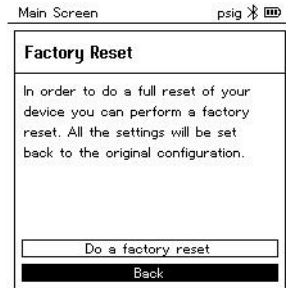 Main Screen psig
Factory Reset
In order to do a full reset of your
device you can perform a factory
reset. All the settings will be set
back to the original configuration.
Do a factory reset
Back